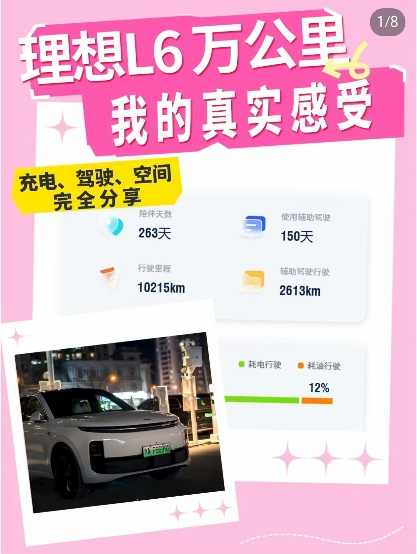 1/8
理想L6万公里
我的真实感受
充电、驾驶、空间
完全分享
陪伴天数
263天
使用辅助驾驶
150天
行驶里程
10215km
辅助驾驶行驶
2613km
耗电行驶
耗油行驶
12%